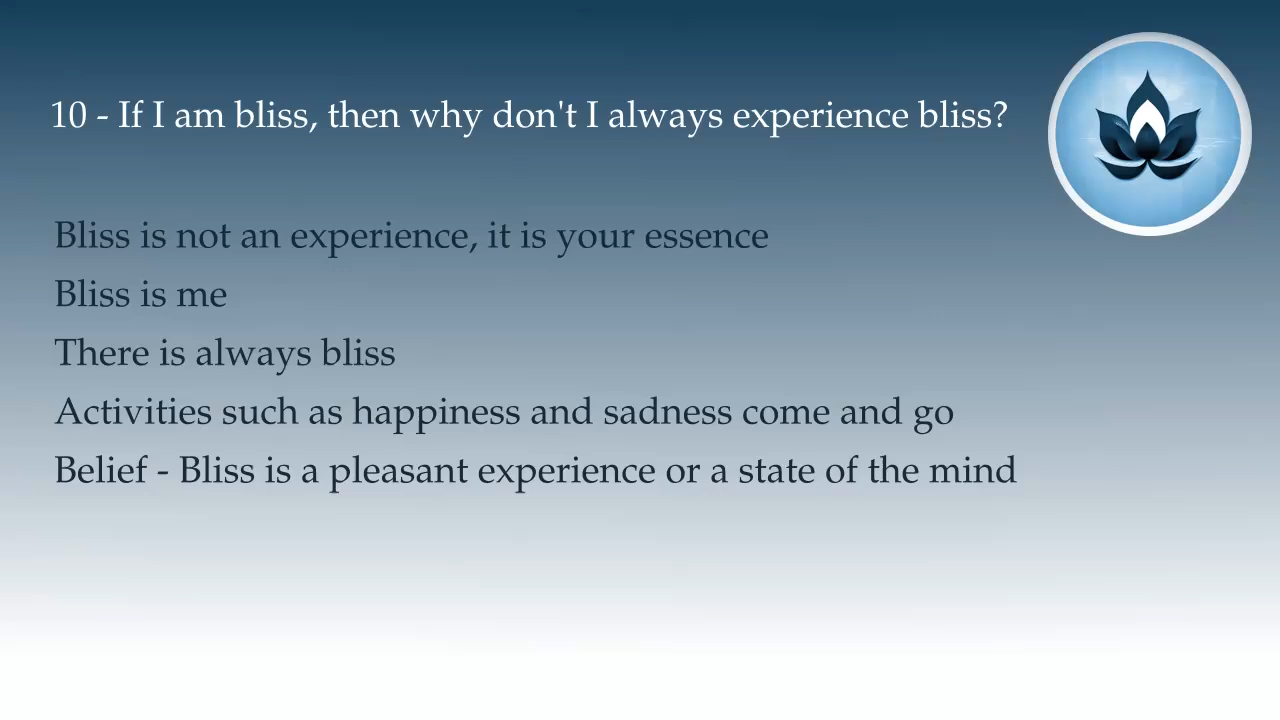 10 - If I am bliss, then why don't I always experience bliss?
Bliss is not an experience, it is your essence
Bliss is me
There is always bliss
Activities such as happiness and sadness come and go
Belief - Bliss is a pleasant experience or a state of the mind